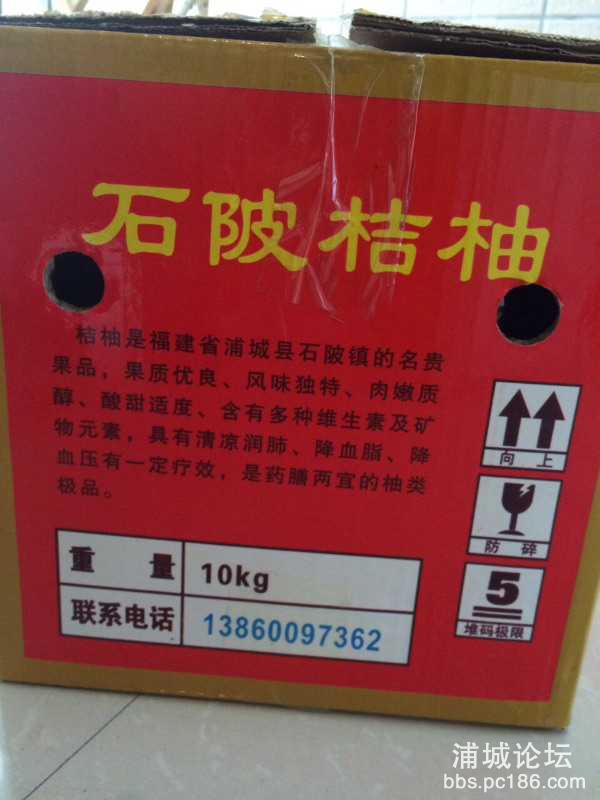 石陂桔柚
桔柚是福建省浦城县石陂镇的名贵
果品，果质优良、风味独特、肉嫩质
醇、酸甜适度、含有多种维生素及矿
物元素，具有清凉润肺、降血脂、降
血压有一定疗效，是药膳两宜的柚类
极品。
向上
防碎
5
堆码极限
重量 10kg
联系电话 13860097362
浦城论坛
bbs.pc186.com